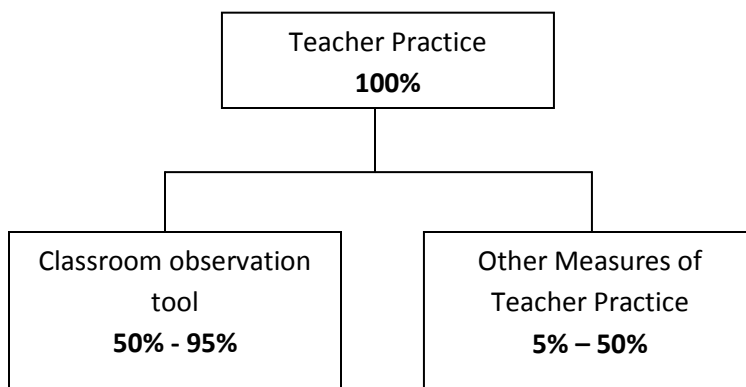 Teacher Practice
100%
Classroom observation
tool
50% - 95%
Other Measures of
Teacher Practice
5% – 50%